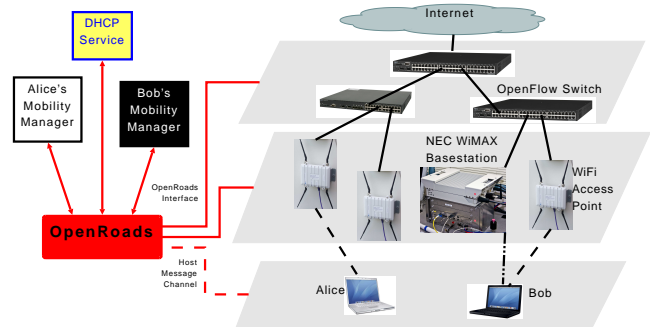 Internet
DHCP
Service
Alice's
Mobility
Manager
Bob's
Mobility
Manager
OpenFlow Switch
NEC WiMAX
Basestation
WiFi
Access
Point
OpenRoads
Interface
OpenRoads
Host
Message
Channel
Alice
Bob